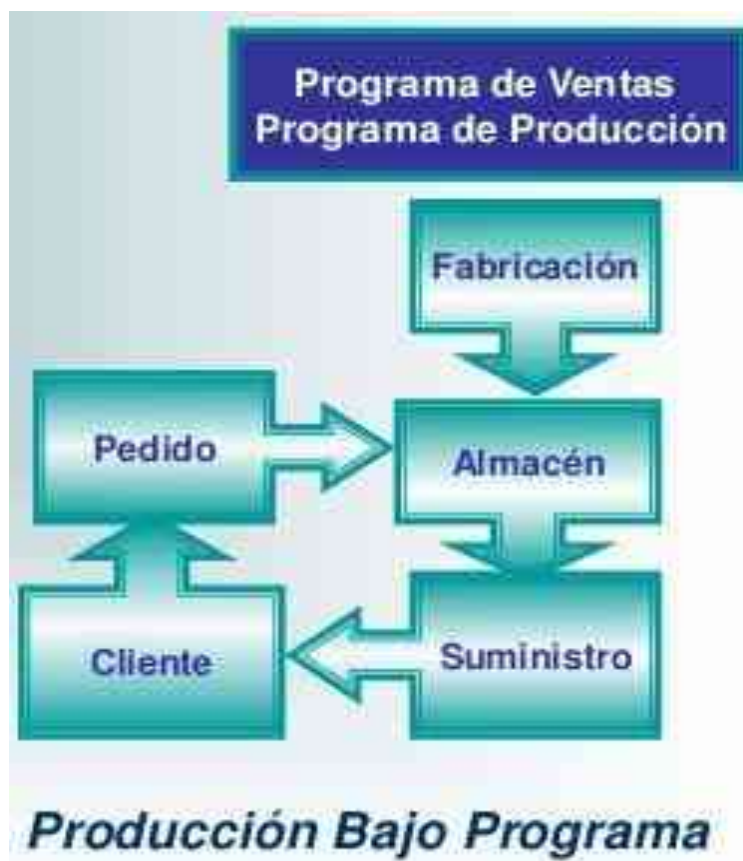 Programa de Ventas
Programa de Producción
Fabricación
Pedido
Almacén
Cliente
Suministro
Producción Bajo Programa